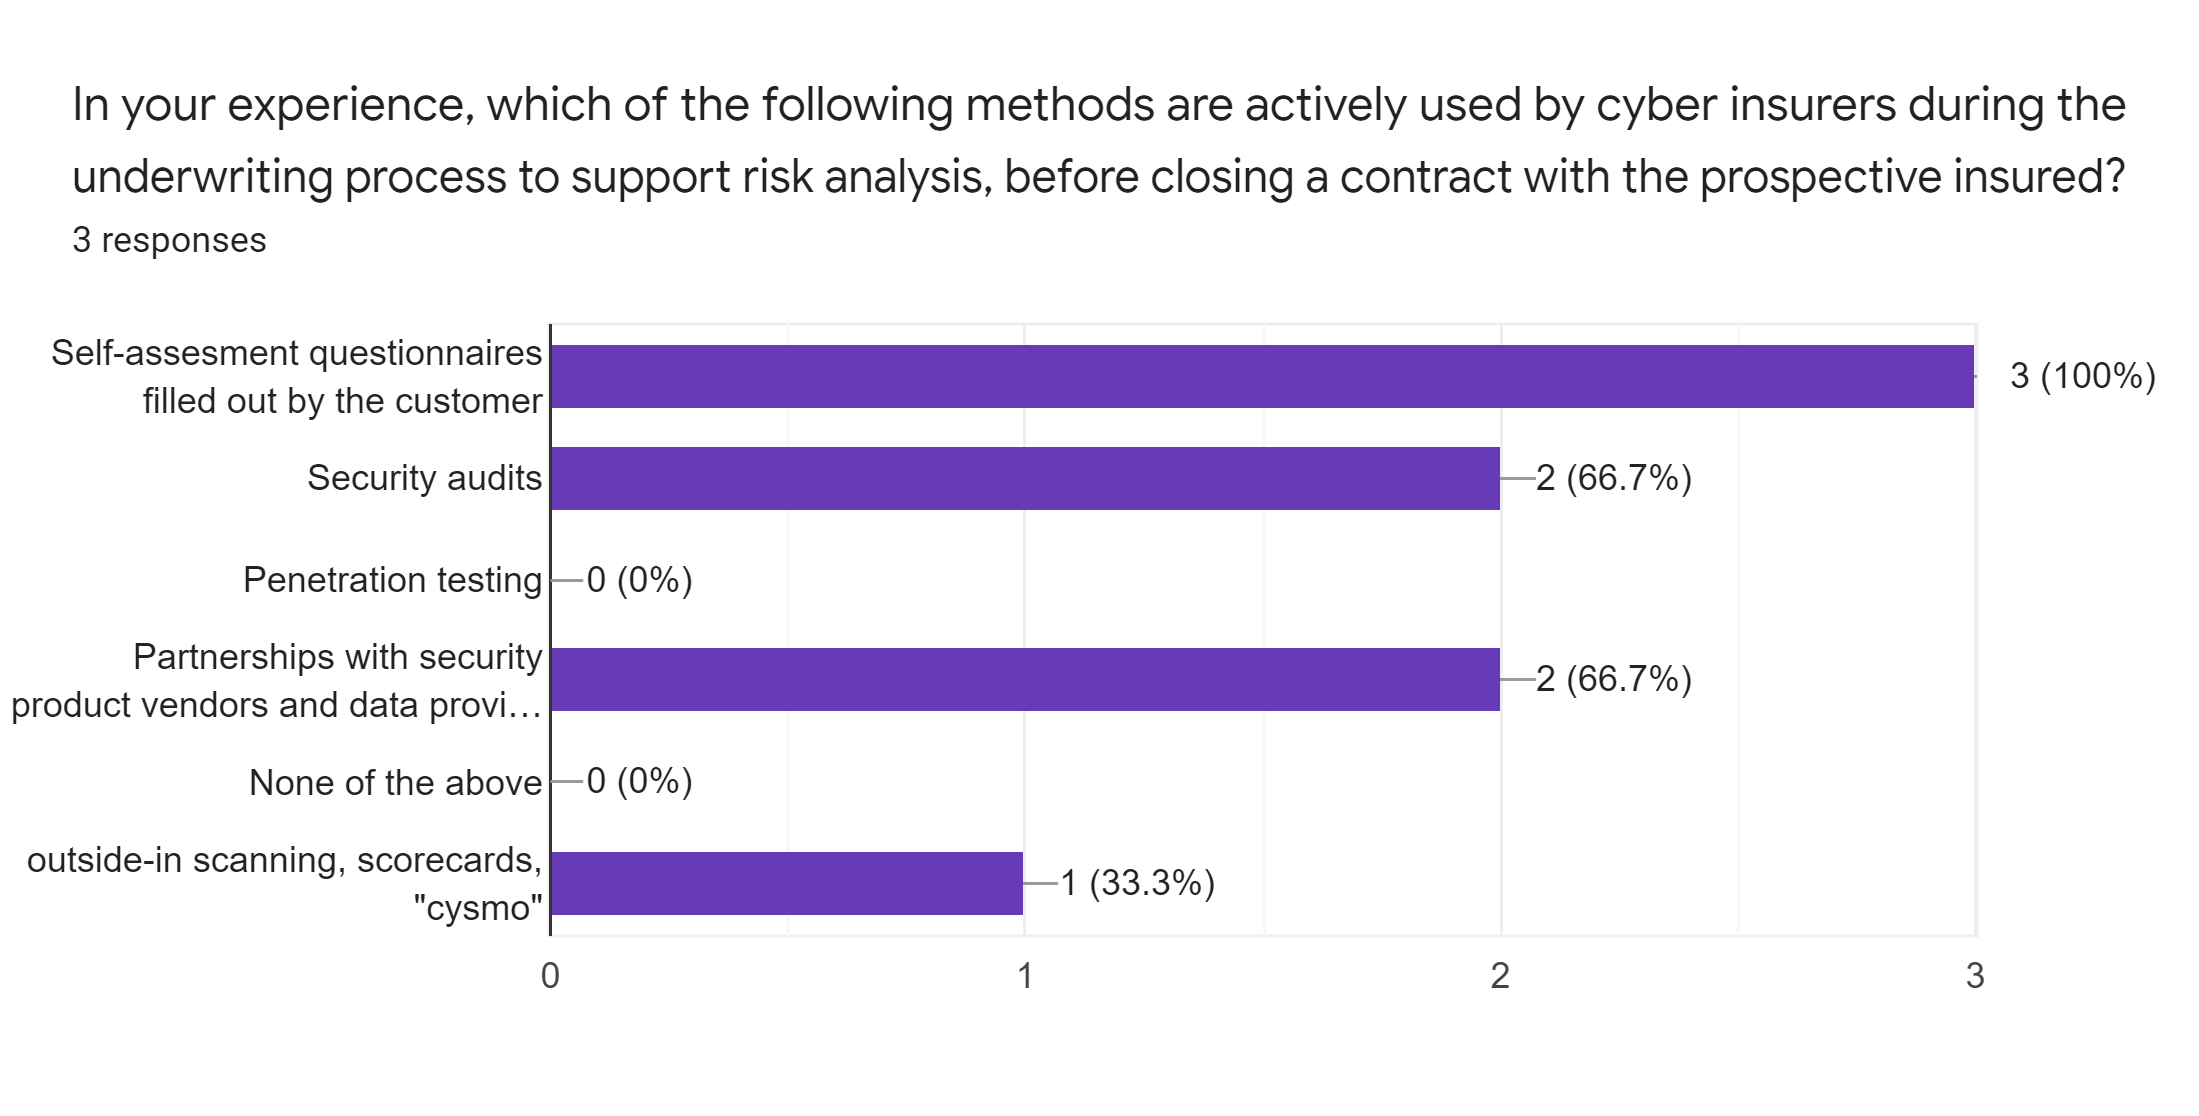 In your experience, which of the following methods are actively used by cyber insurers during the
underwriting process to support risk analysis, before closing a contract with the prospective insured?
3 responses
Self-assesment questionnaires
filled out by the customer
3 (100%)
Security audits
2 (66.7%)
Penetration testing
0 (0%)
Partnerships with security
product vendors and data provi…
2 (66.7%)
None of the above
0 (0%)
outside-in scanning, scorecards,
"cysmo"
1 (33.3%)
0
1
2
3